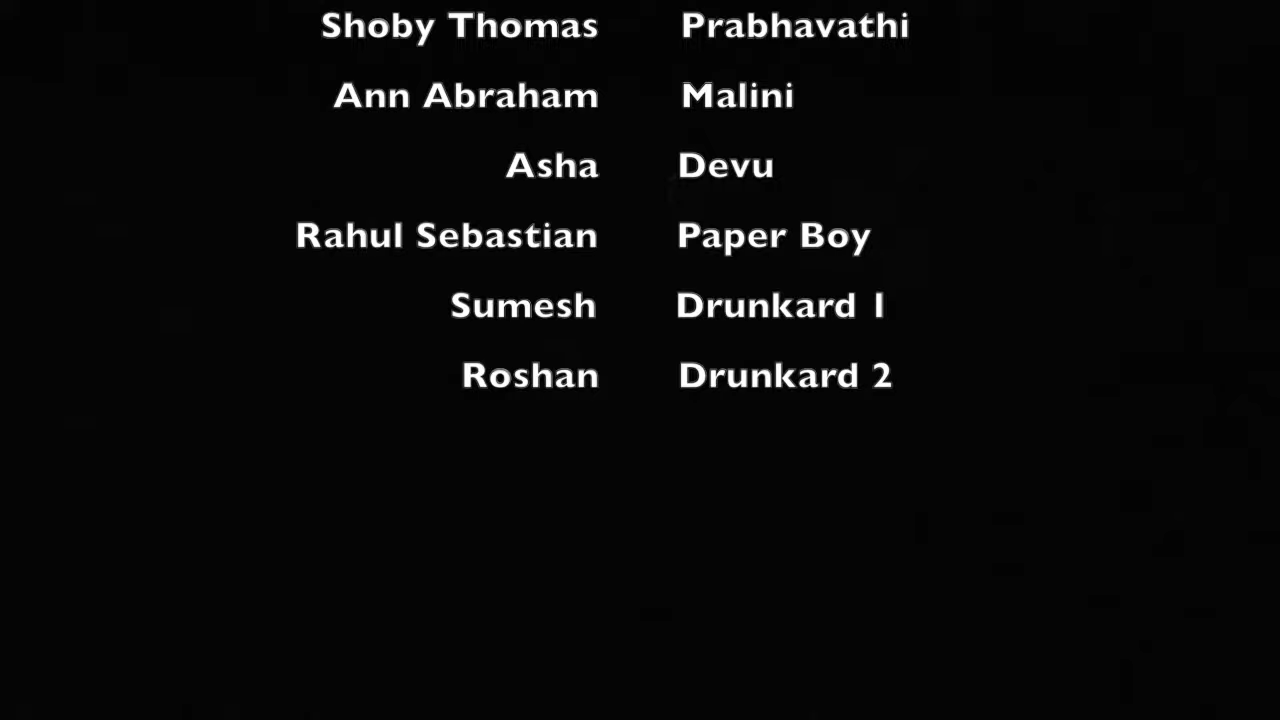 Shoby Thomas Prabhavathi
Ann Abraham Malini
Asha Devu
Rahul Sebastian Paper Boy
Sumesh Drunkard 1
Roshan Drunkard 2